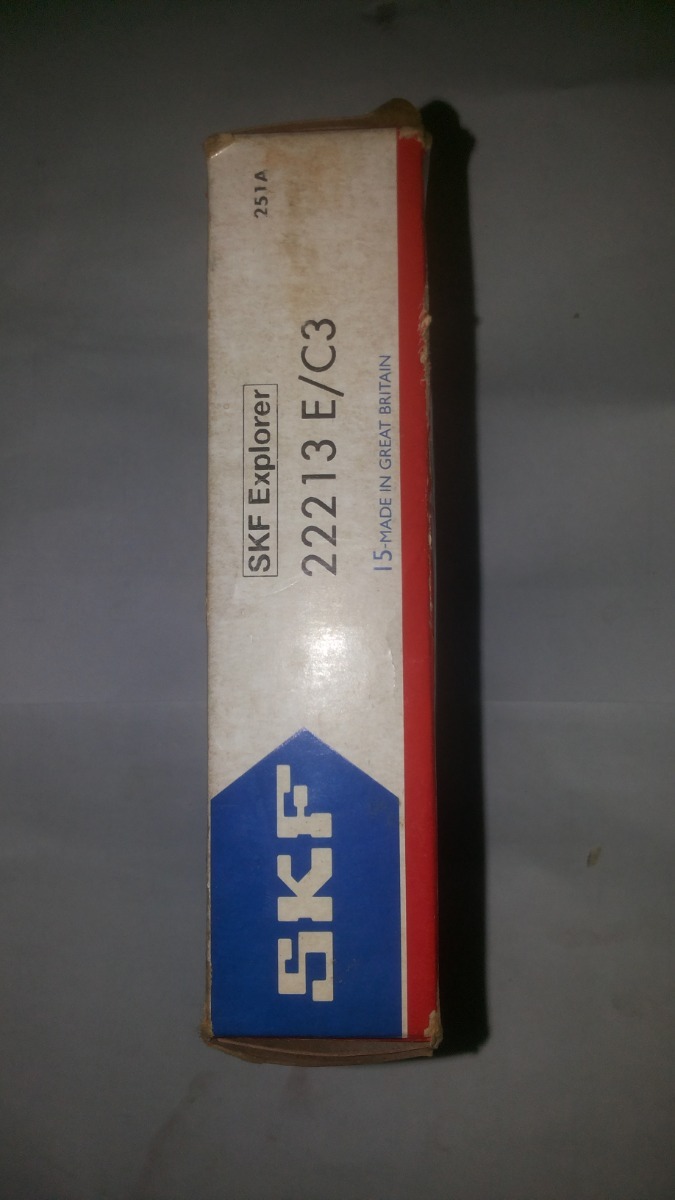 SKF
SKF Explorer
22213 E/C3
15-MADE IN GREAT BRITAIN
251A